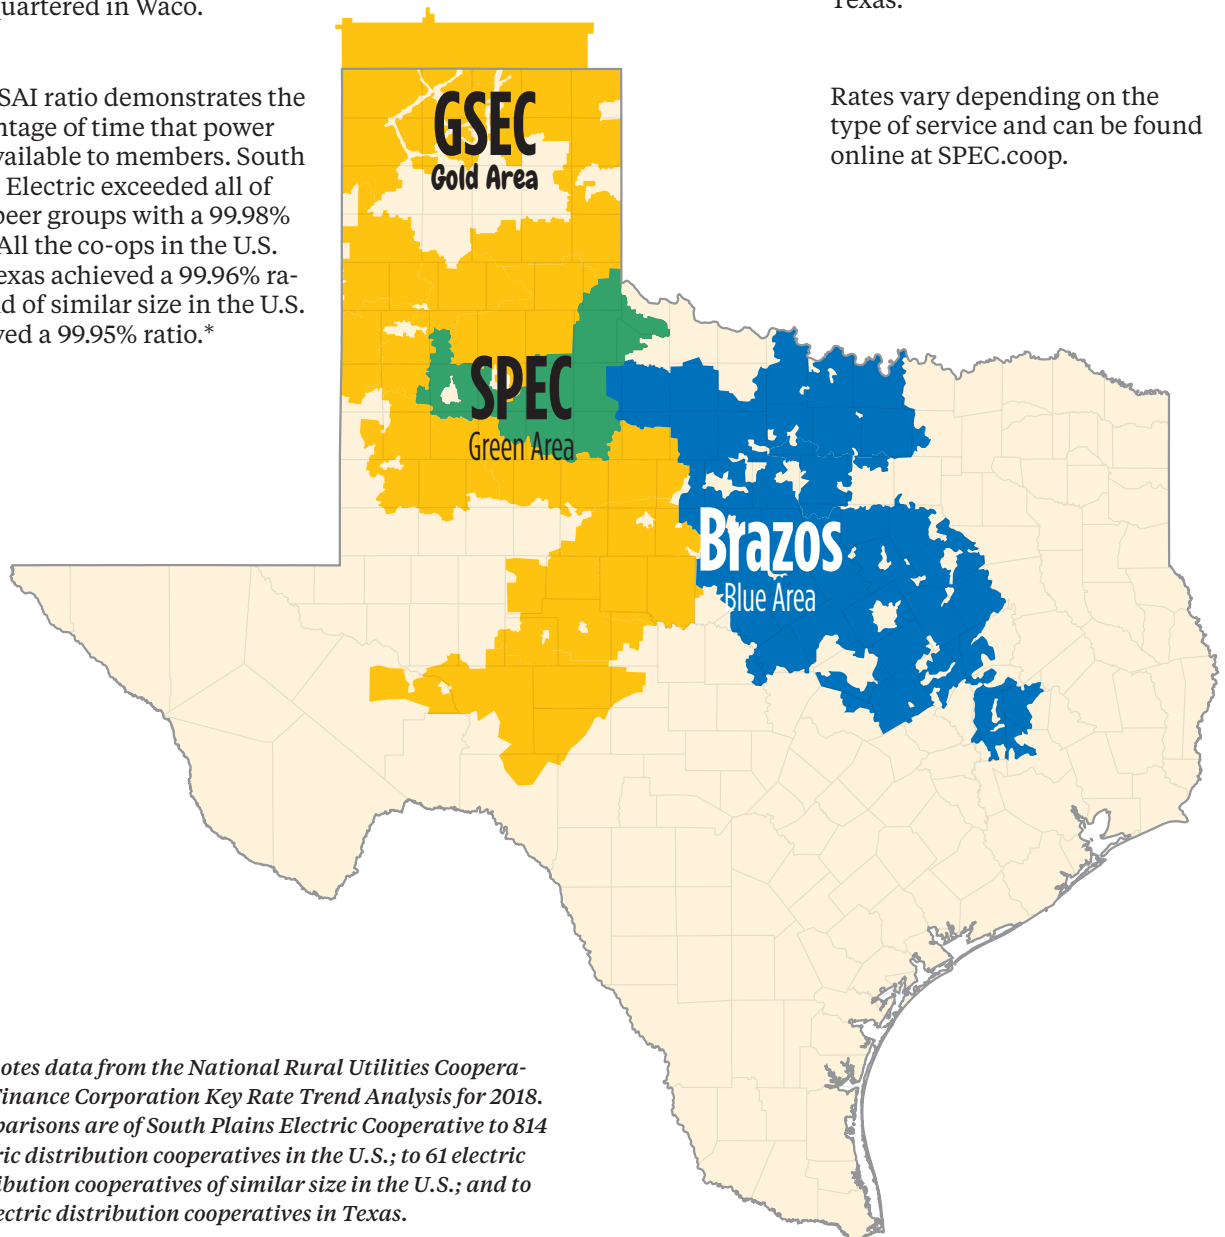 quartered in Waco.
SAI ratio demonstrates the
ntage of time that power
vailable to members. South
Electric exceeded all of
peer groups with a 99.98%
All the co-ops in the U.S.
exas achieved a 99.96% ra-
d of similar size in the U.S.
ved a 99.95% ratio.*
Texas.
Rates vary depending on the
type of service and can be found
online at SPEC.coop.
GSEC
Gold Area
SPEC
Green Area
Brazos
Blue Area
otes data from the National Rural Utilities Coopera-
Finance Corporation Key Rate Trend Analysis for 2018.
parisons are of South Plains Electric Cooperative to 814
ric distribution cooperatives in the U.S.; to 61 electric
ibution cooperatives of similar size in the U.S.; and to
ectric distribution cooperatives in Texas.